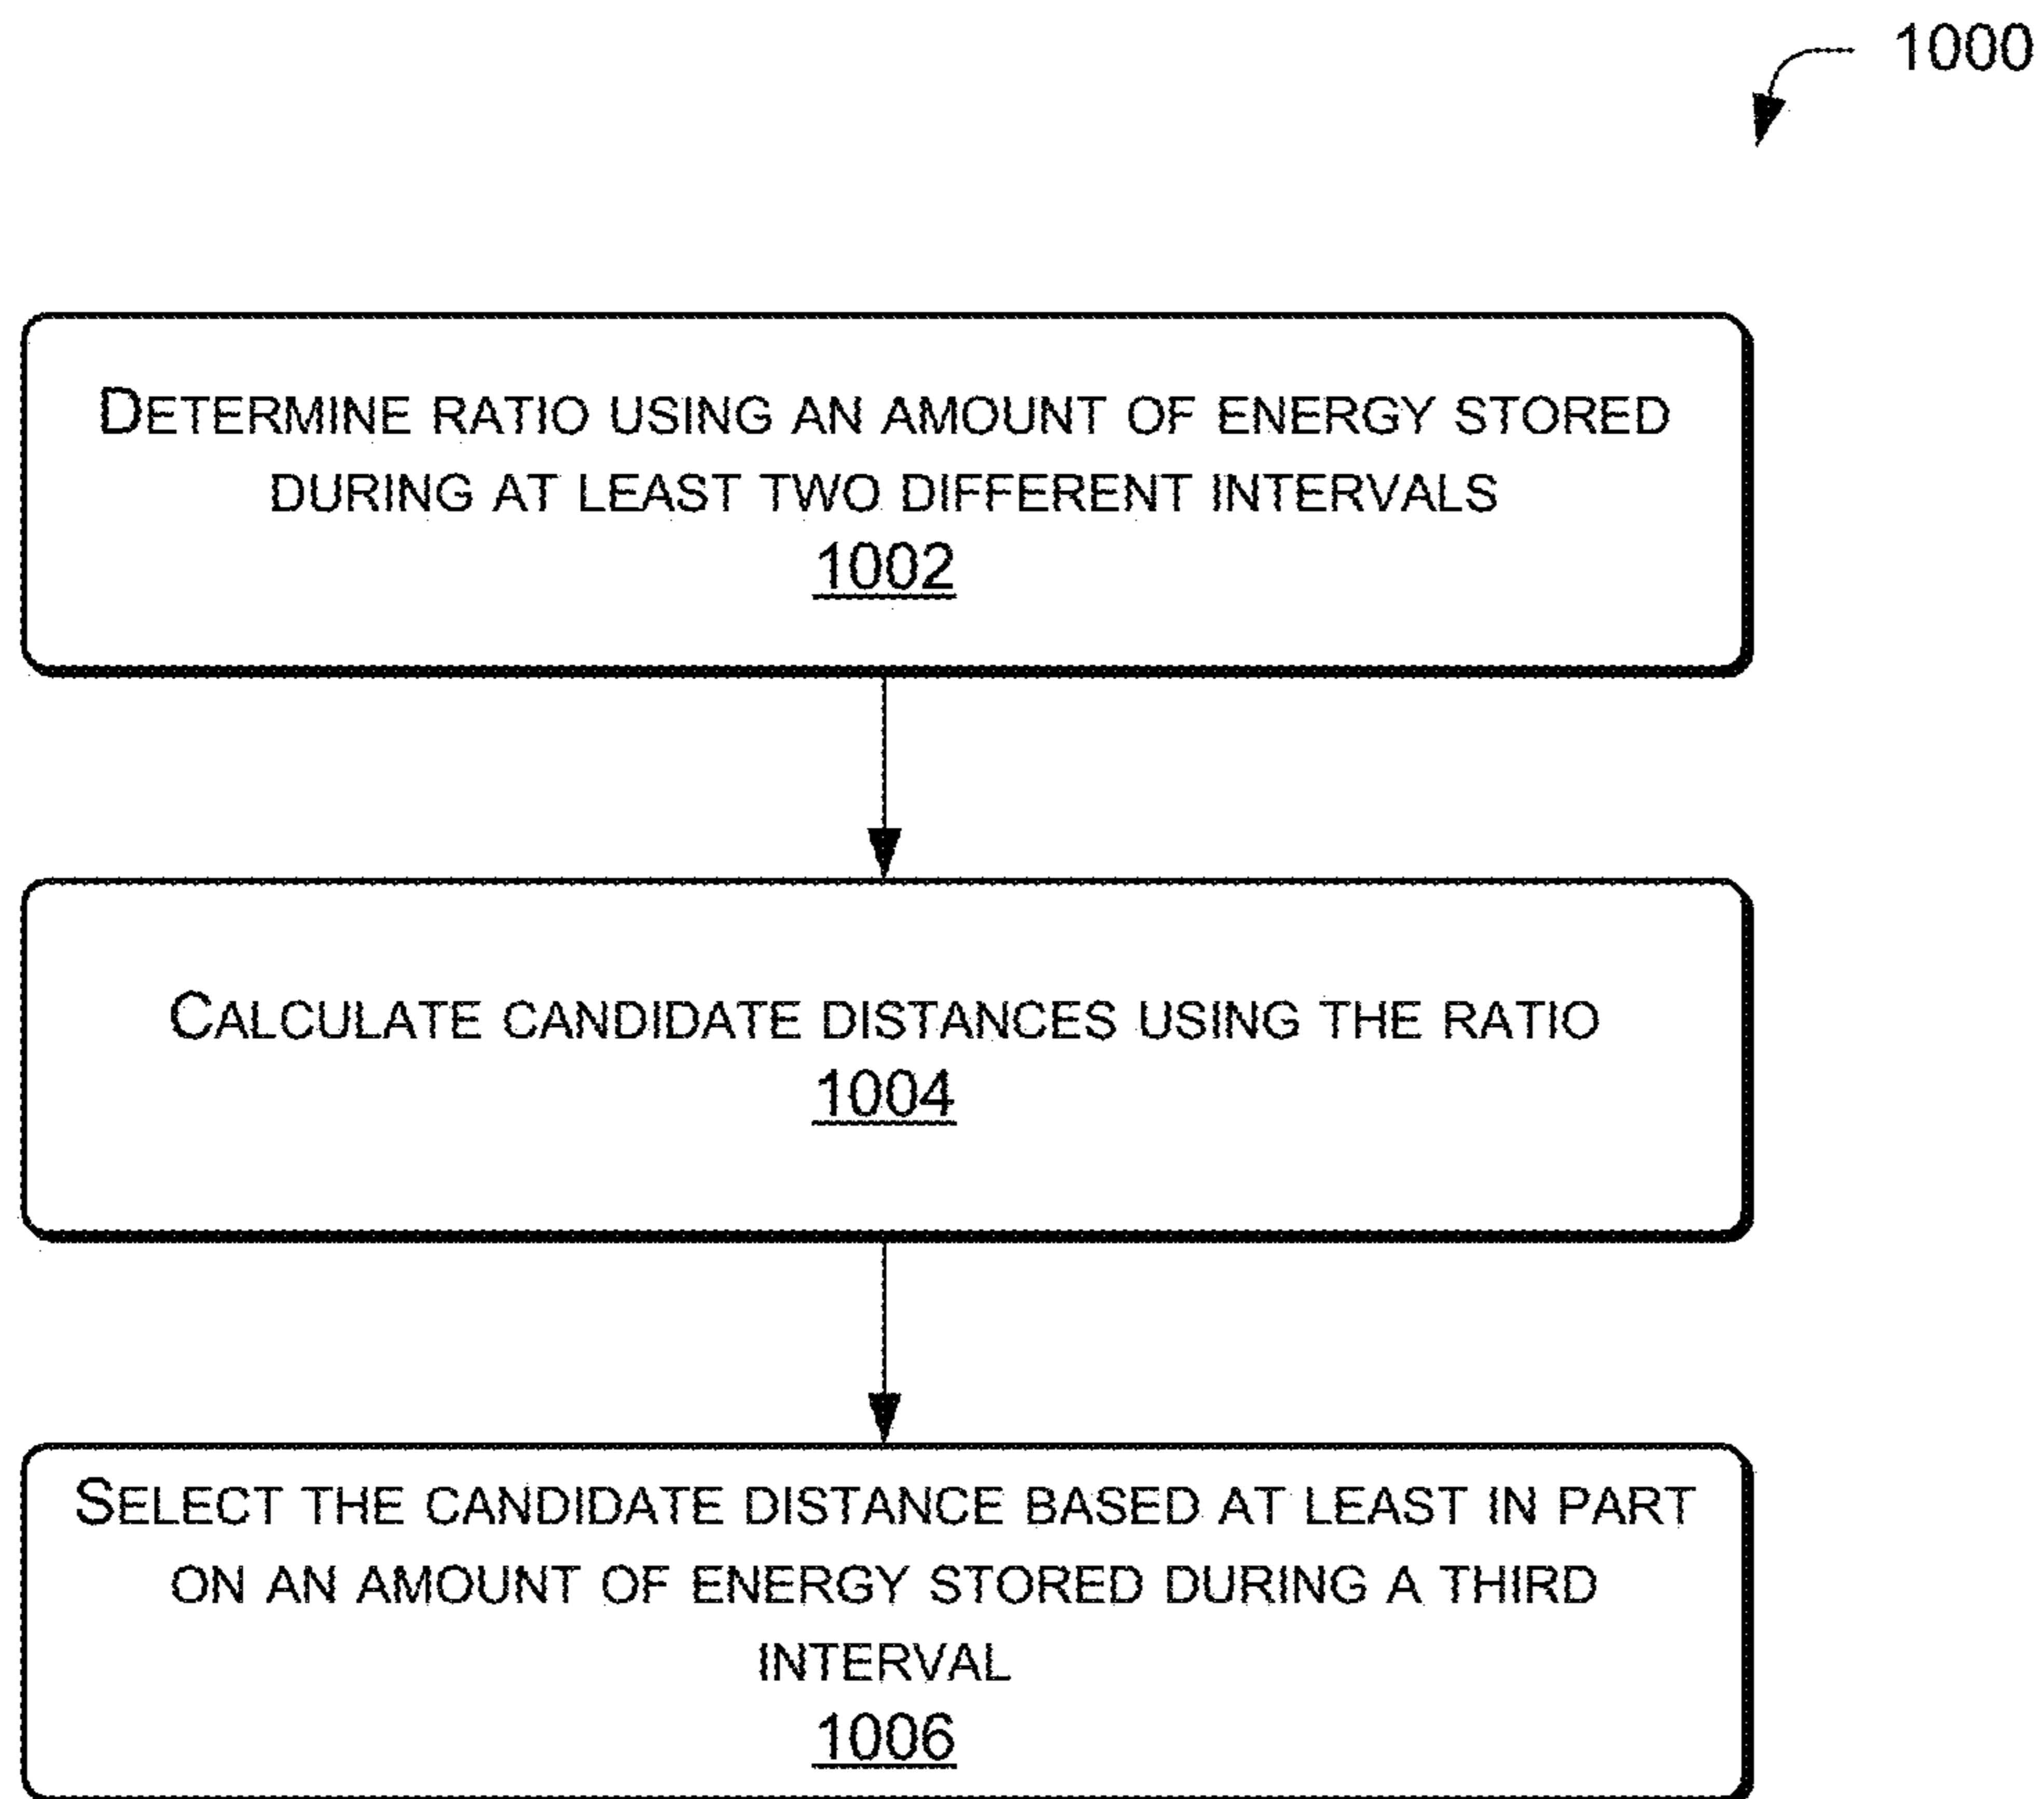 1000
DETERMINE RATIO USING AN AMOUNT OF ENERGY STORED
DURING AT LEAST TWO DIFFERENT INTERVALS
1002
CALCULATE CANDIDATE DISTANCES USING THE RATIO
1004
SELECT THE CANDIDATE DISTANCE BASED AT LEAST IN PART
ON AN AMOUNT OF ENERGY STORED DURING A THIRD
INTERVAL
1006